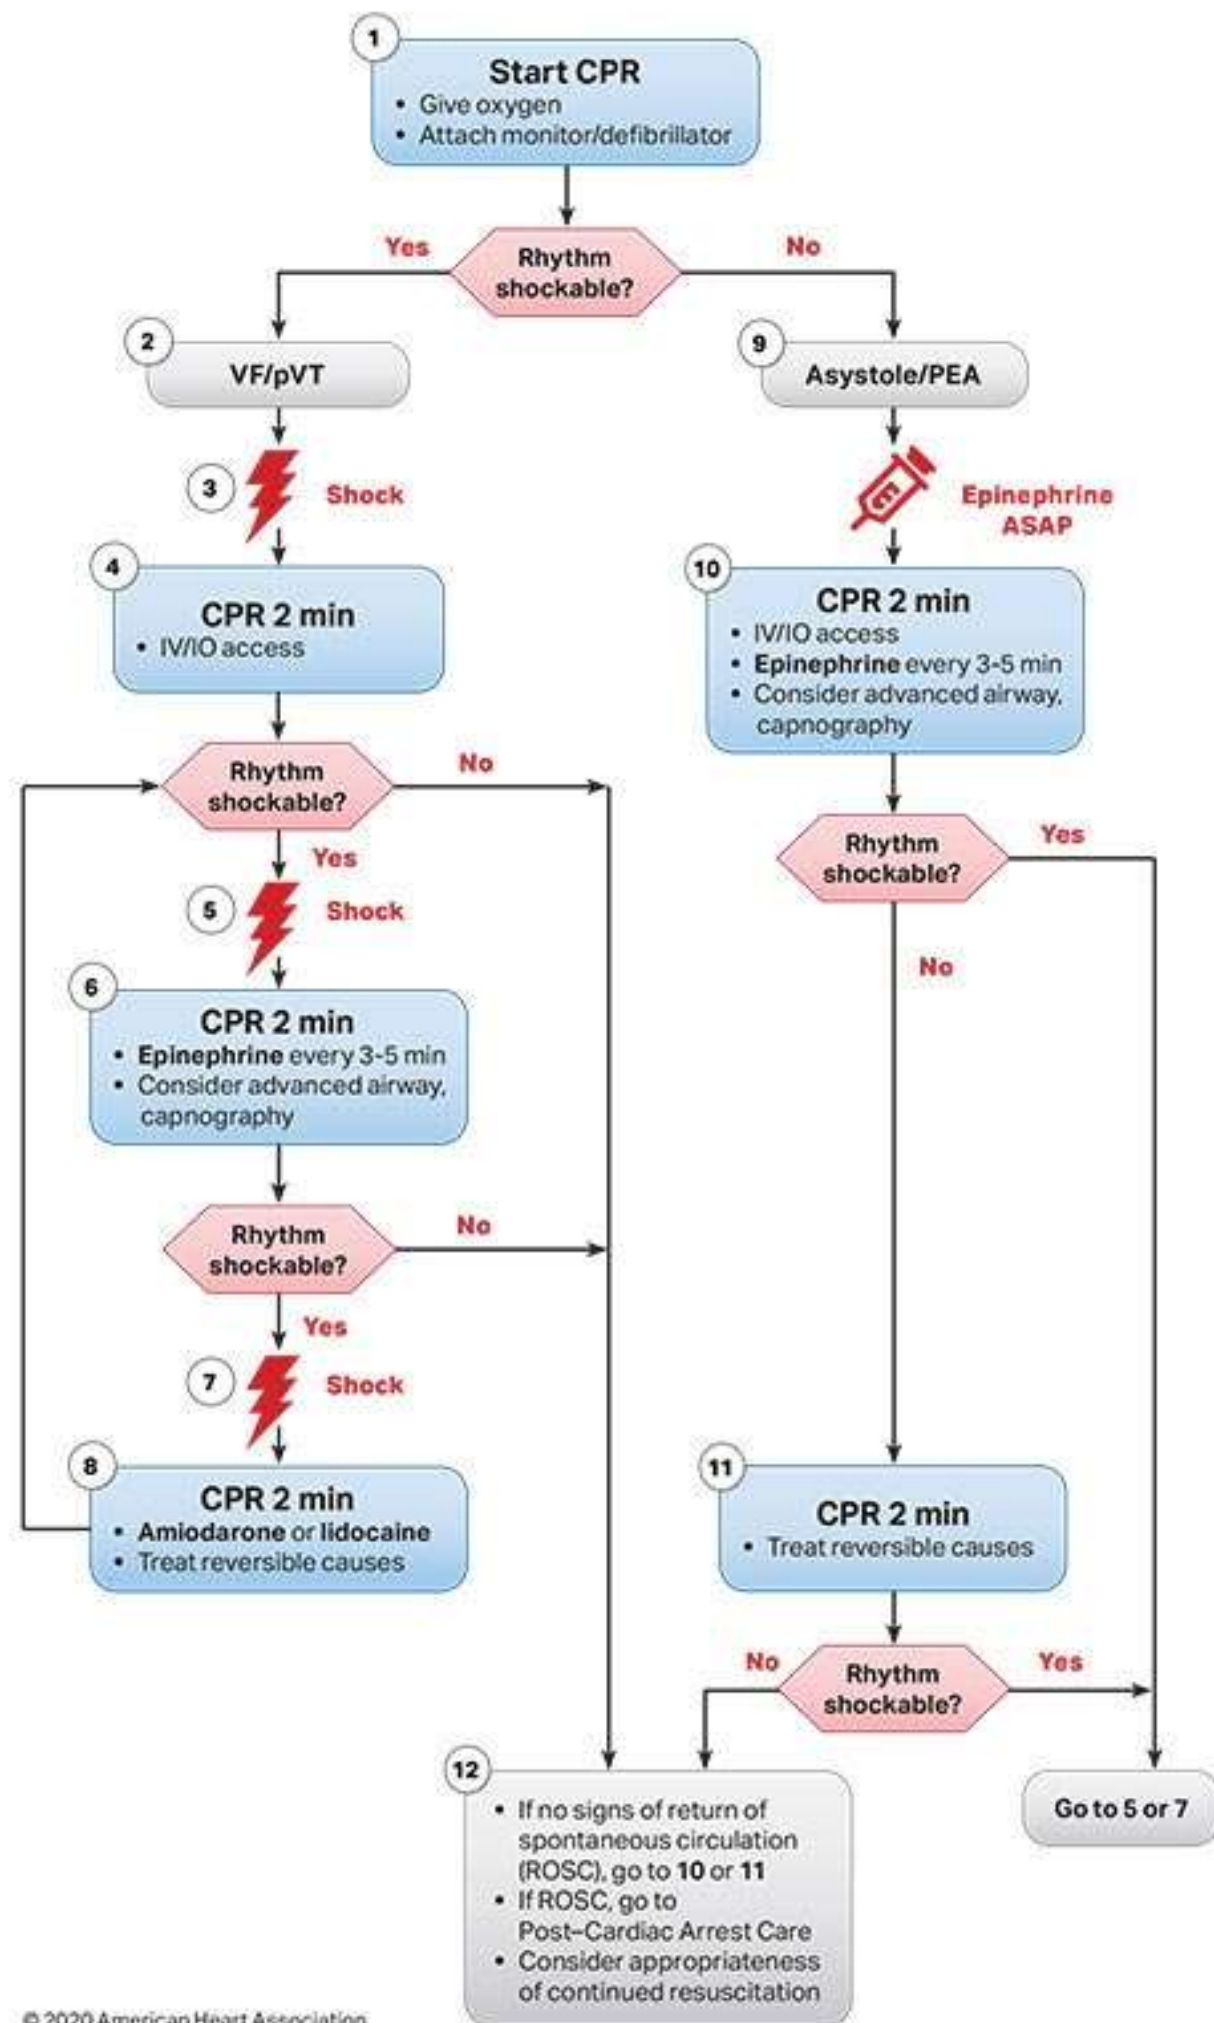 1
Start CPR
• Give oxygen
• Attach monitor/defibrillator
Yes
Rhythm
shockable?
No
2
VF/pVT
9
Asystole/PEA
3
Shock
Epinephrine
ASAP
4
CPR 2 min
• IV/IO access
10
CPR 2 min
• IV/IO access
• Epinephrine every 3-5 min
• Consider advanced airway,
capnography
Rhythm
shockable?
No
Yes
Rhythm
shockable?
Yes
No
5
Shock
6
CPR 2 min
• Epinephrine every 3-5 min
• Consider advanced airway,
capnography
Rhythm
shockable?
No
Yes
7
Shock
8
CPR 2 min
• Amiodarone or lidocaine
• Treat reversible causes
11
CPR 2 min
• Treat reversible causes
No
Rhythm
shockable?
Yes
12
• If no signs of return of
spontaneous circulation
(ROSC), go to 10 or 11
• If ROSC, go to
Post–Cardiac Arrest Care
• Consider appropriateness
of continued resuscitation
Go to 5 or 7
© 2020 American Heart Association